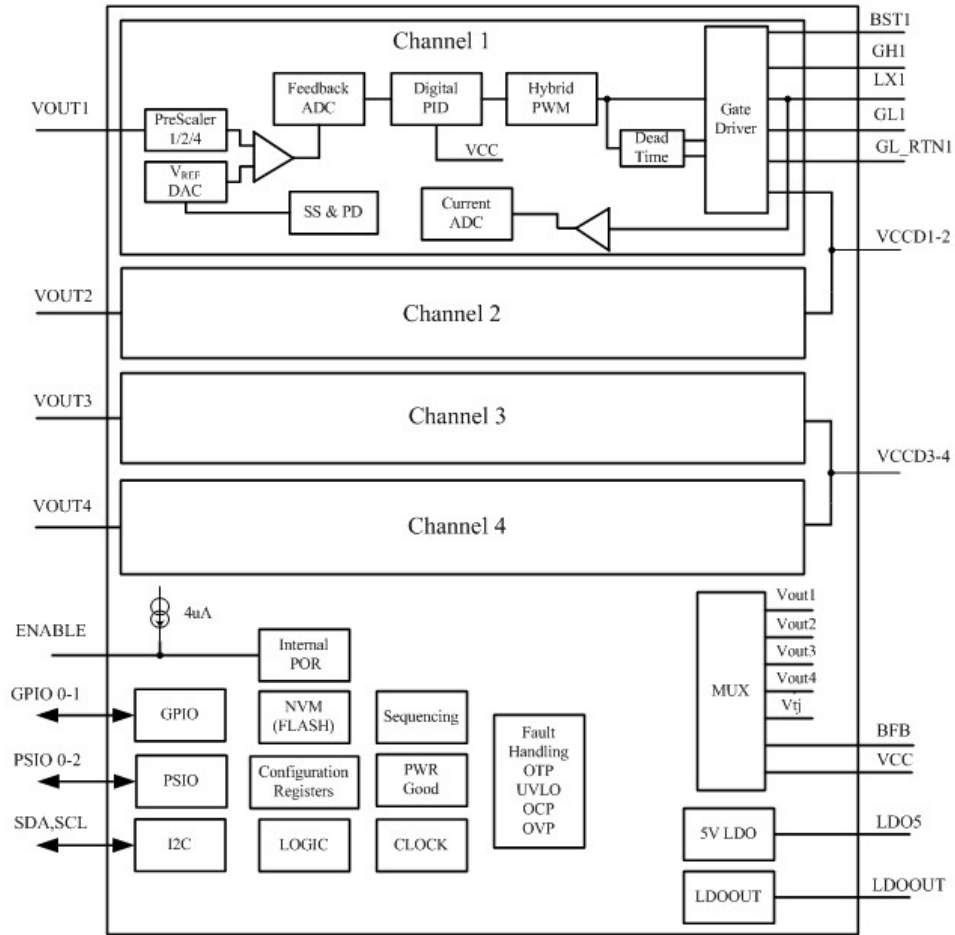 Channel 1
BST1
GH1
LX1
GL1
GL_RTN1
VOUT1
PreScaler
1/2/4
Feedback
ADC
Digital
PID
Hybrid
PWM
Gate
Driver
Dead
Time
VCC
VREF
DAC
SS & PD
Current
ADC
VCCD1-2
VOUT2
Channel 2
VOUT3
Channel 3
VCCD3-4
VOUT4
Channel 4
4uA
ENABLE
Internal
POR
GPIO 0-1
GPIO
NVM
(FLASH)
Sequencing
PSIO 0-2
PSIO
Configuration
Registers
PWR
Good
SDA,SCL
I2C
LOGIC
CLOCK
Fault
Handling
OTP
UVLO
OCP
OVP
MUX
Vout1
Vout2
Vout3
Vout4
Vtj
BFB
VCC
5V LDO
LDO5
LDOOUT
LDOOUT